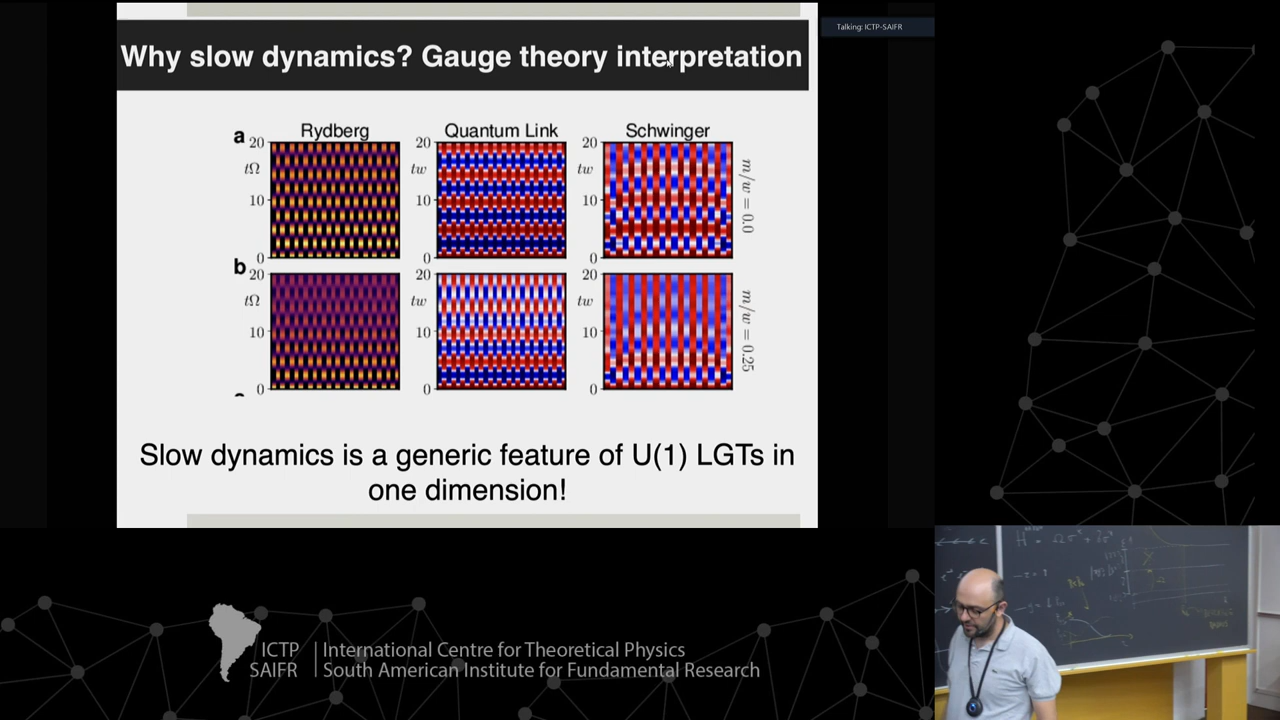 Why slow dynamics? Gauge theory interpretation
Talking: ICTP-SAIFR
a
Rydberg
Quantum Link
Schwinger
20
tΩ
10
0
20
tw
10
0
20
tw
10
0
m/w = 0.0
b
20
tΩ
10
0
20
tw
10
0
20
tw
10
0
m/w = 0.25
Slow dynamics is a generic feature of U(1) LGTs in
one dimension!
ICTP
SAIFR
International Centre for Theoretical Physics
South American Institute for Fundamental Research